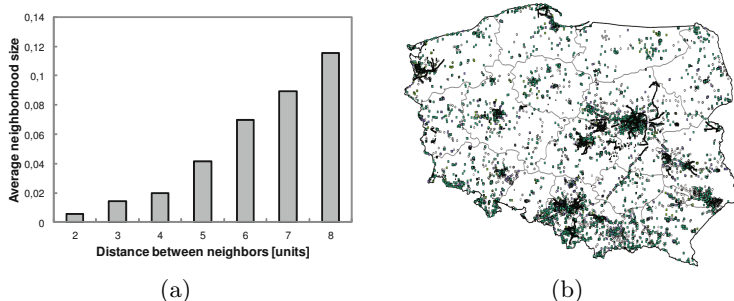 0,14
0,12
0,1
0,08
0,06
0,04
0,02
0
Average neighborhood size
2 3 4 5 6 7 8
Distance between neighbors [units]
(a) (b)